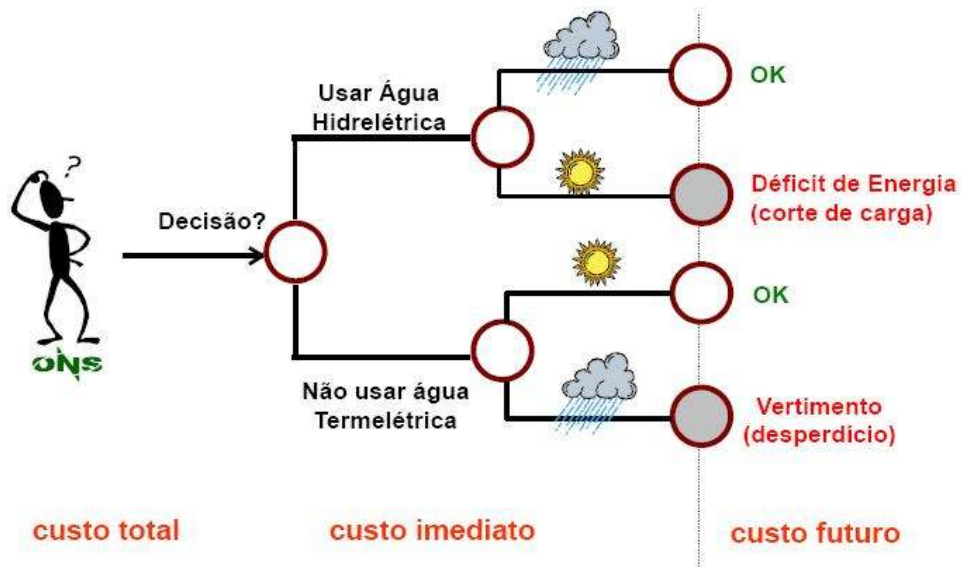 Usar Água
Hidrelétrica
OK
Déficit de Energia
(corte de carga)
?
Decisão?
OK
ONS
Não usar água
Termelétrica
Vertimento
(desperdício)
custo total
custo imediato
custo futuro